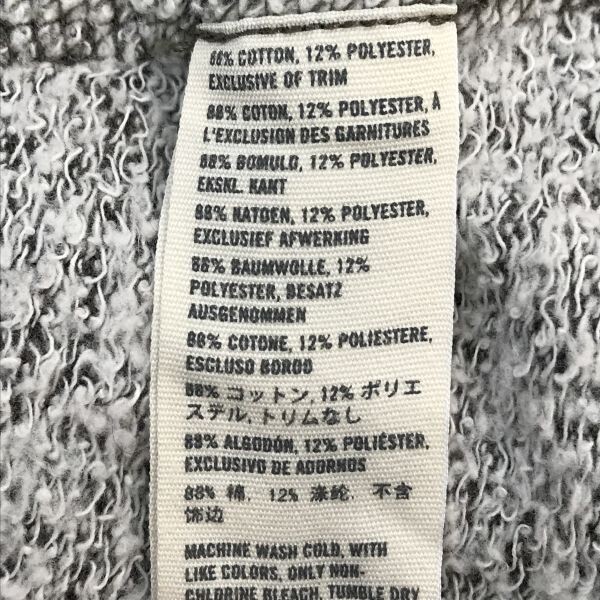 88% COTTON, 12% POLYESTER,
EXCLUSIVE OF TRIM
88% COTON, 12% POLYESTER, À
L'EXCLUSION DES GARNITURES
88% BOMULD, 12% POLYESTER,
EKSKL. KANT
88% KATOEN, 12% POLYESTER,
EXCLUSIEF AFWERKING
88% BAUMWOLLE, 12%
POLYESTER, BESATZ
AUSGENOMMEN
88% COTONE, 12% POLIESTERE,
ESCLUSO BORDO
88% コットン, 12% ポリエ
ステル, トリムなし
88% ALGODÓN, 12% POLIÉSTER,
EXCLUSIVO DE ADORNOS
88% 棉, 12% 涤纶, 不含
饰边
MACHINE WASH COLD, WITH
LIKE COLORS, ONLY NON-
CHLORINE BLEACH, TUMBLE DRY